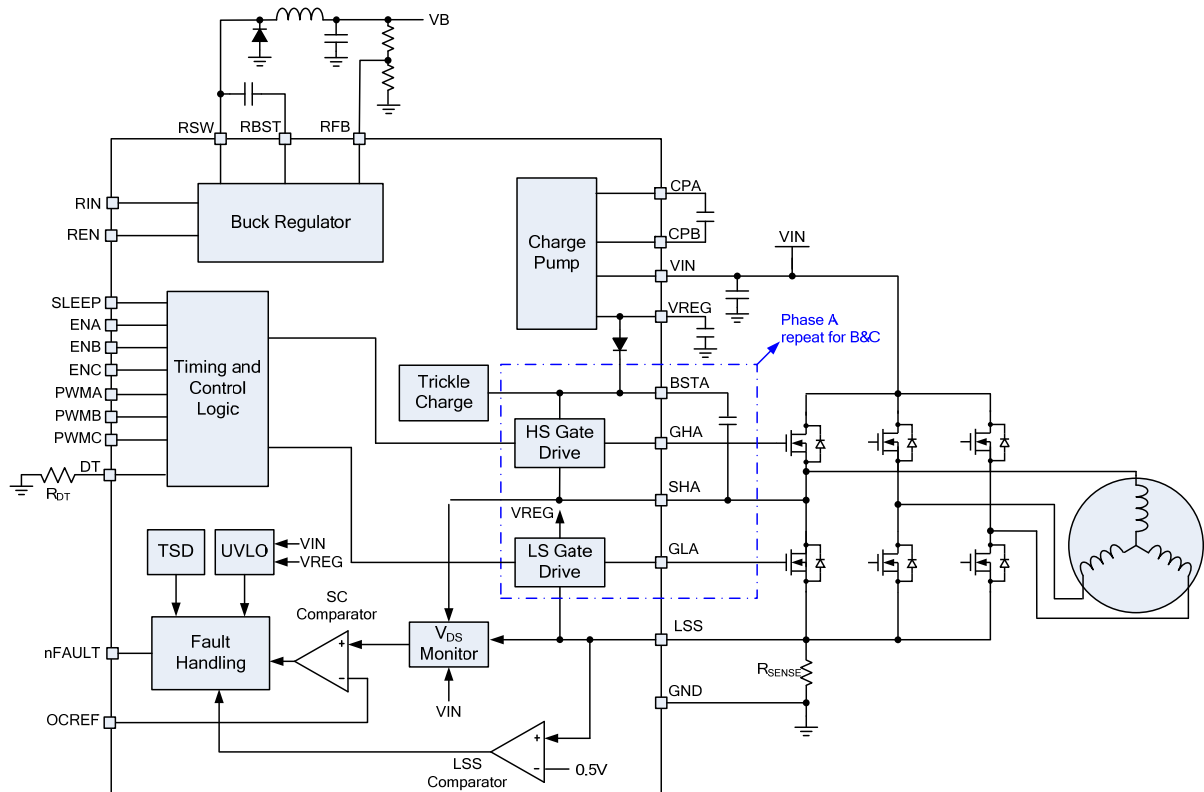 VB
RSW
RBST
RFB
RIN
REN
Buck Regulator
CPA
CPB
VIN
VREG
Charge
Pump
VIN
Phase A
repeat for B&C
SLEEP
ENA
ENB
ENC
PWMA
PWMB
PWMC
DT
RDT
Timing and
Control
Logic
Trickle
Charge
BSTA
HS Gate
Drive
GHA
SHA
VREG
LS Gate
Drive
GLA
TSD
UVLO
VIN
VREG
SC
Comparator
+
−
Fault
Handling
nFAULT
VDS
Monitor
VIN
LSS
RSENSE
GND
OCREF
LSS
Comparator
+
−
0.5V